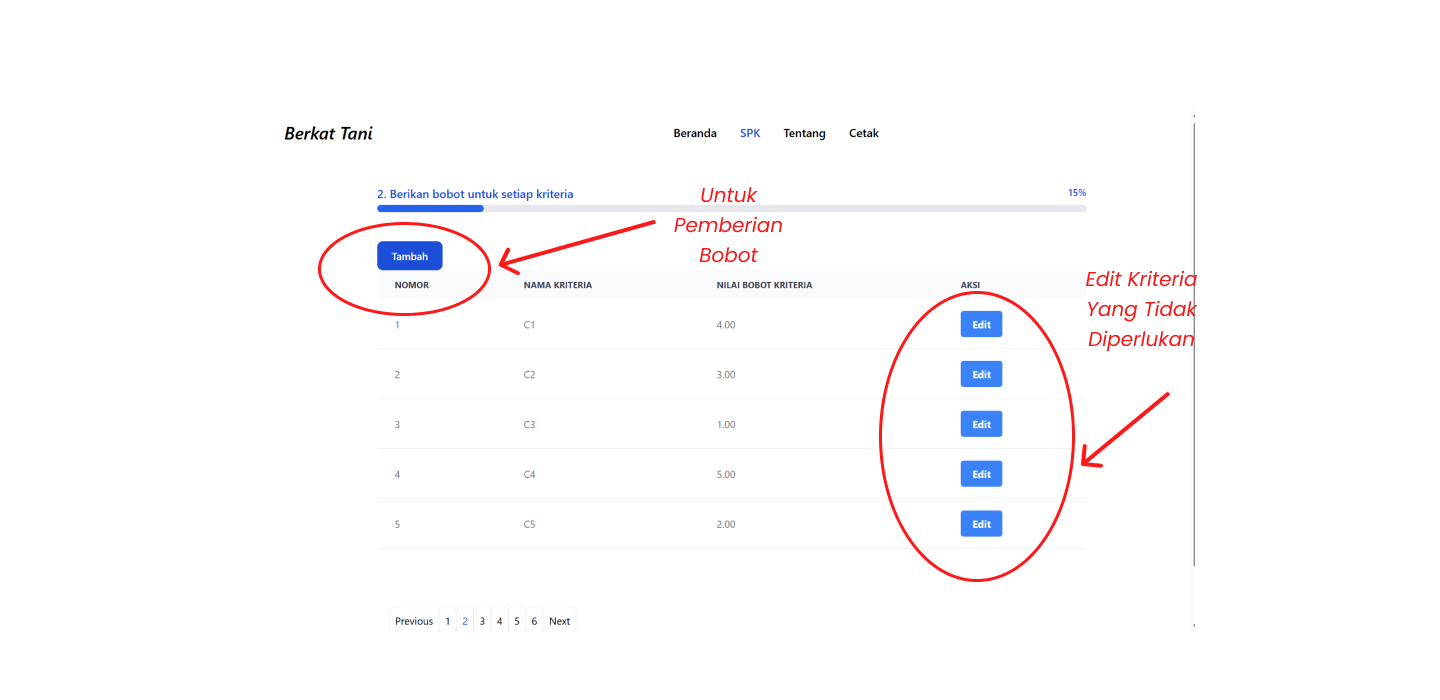 Berkat Tani
Beranda SPK Tentang Cetak
2. Berikan bobot untuk setiap kriteria
15%
Untuk
Pemberian
Bobot
Tambah
Edit Kriteria
Yang Tidak
Diperlukan
NOMOR NAMA KRITERIA NILAI BOBOT KRITERIA AKSI
1 C1 4.00 Edit
2 C2 3.00 Edit
3 C3 1.00 Edit
4 C4 5.00 Edit
5 C5 2.00 Edit
Previous 1 2 3 4 5 6 Next